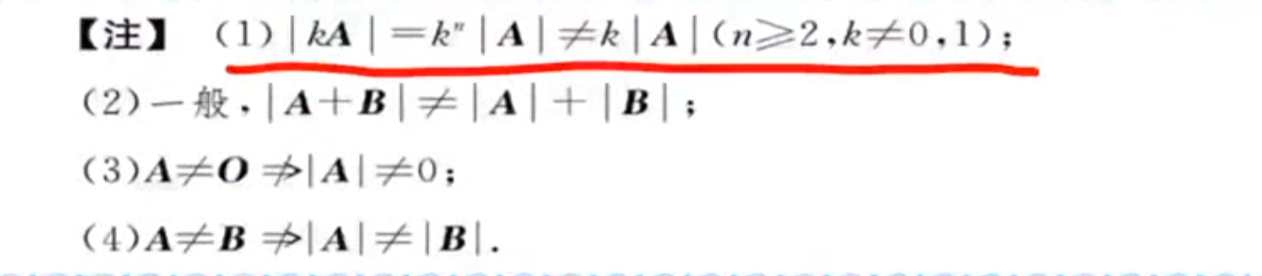 【注】 (1)|kA|=kⁿ|A|≠k|A|(n≥2,k≠0,1);
(2)一般,|A+B|≠|A|+|B|;
(3)A≠O⇏|A|≠0;
(4)A≠B⇏|A|≠|B|.